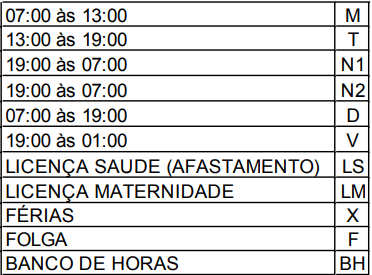 07:00 às 13:00 M
13:00 às 19:00 T
19:00 às 07:00 N1
19:00 às 07:00 N2
07:00 às 19:00 D
19:00 às 01:00 V
LICENÇA SAUDE (AFASTAMENTO) LS
LICENÇA MATERNIDADE LM
FÉRIAS X
FOLGA F
BANCO DE HORAS BH